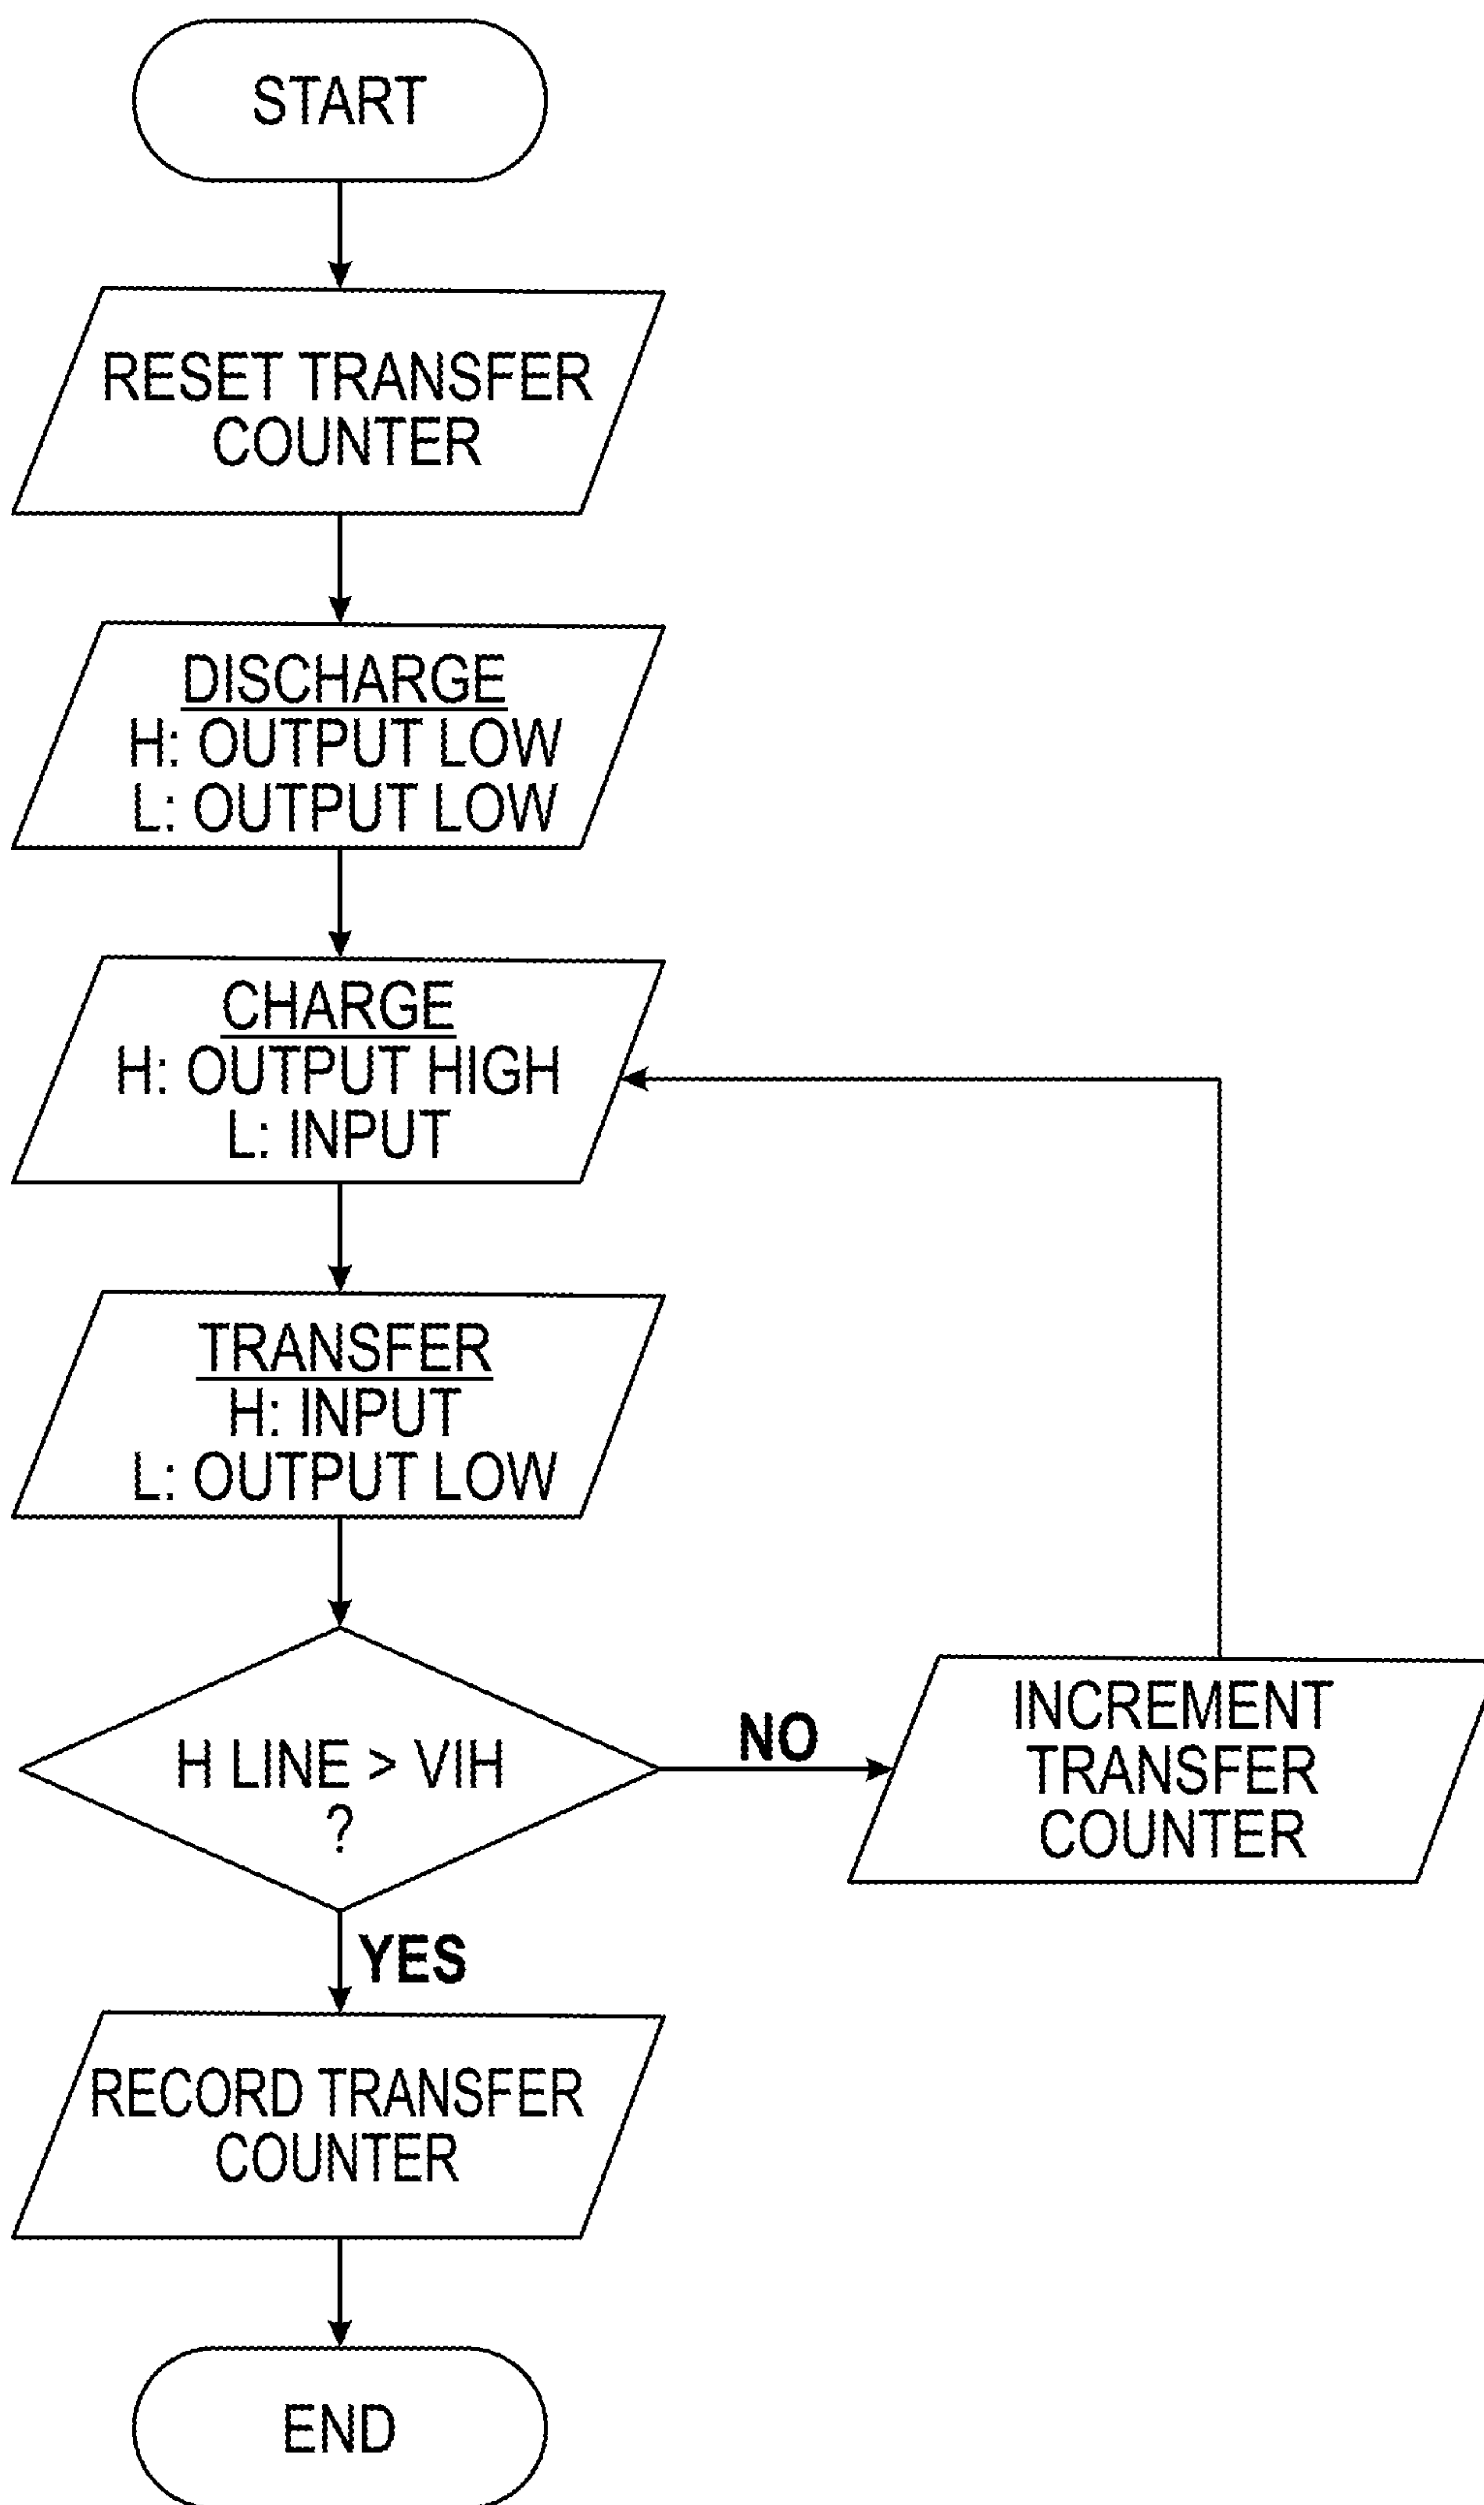 START
RESET TRANSFER
COUNTER
DISCHARGE
H: OUTPUT LOW
L: OUTPUT LOW
CHARGE
H: OUTPUT HIGH
L: INPUT
TRANSFER
H: INPUT
L: OUTPUT LOW
H LINE > VIH
?
NO
INCREMENT
TRANSFER
COUNTER
YES
RECORD TRANSFER
COUNTER
END